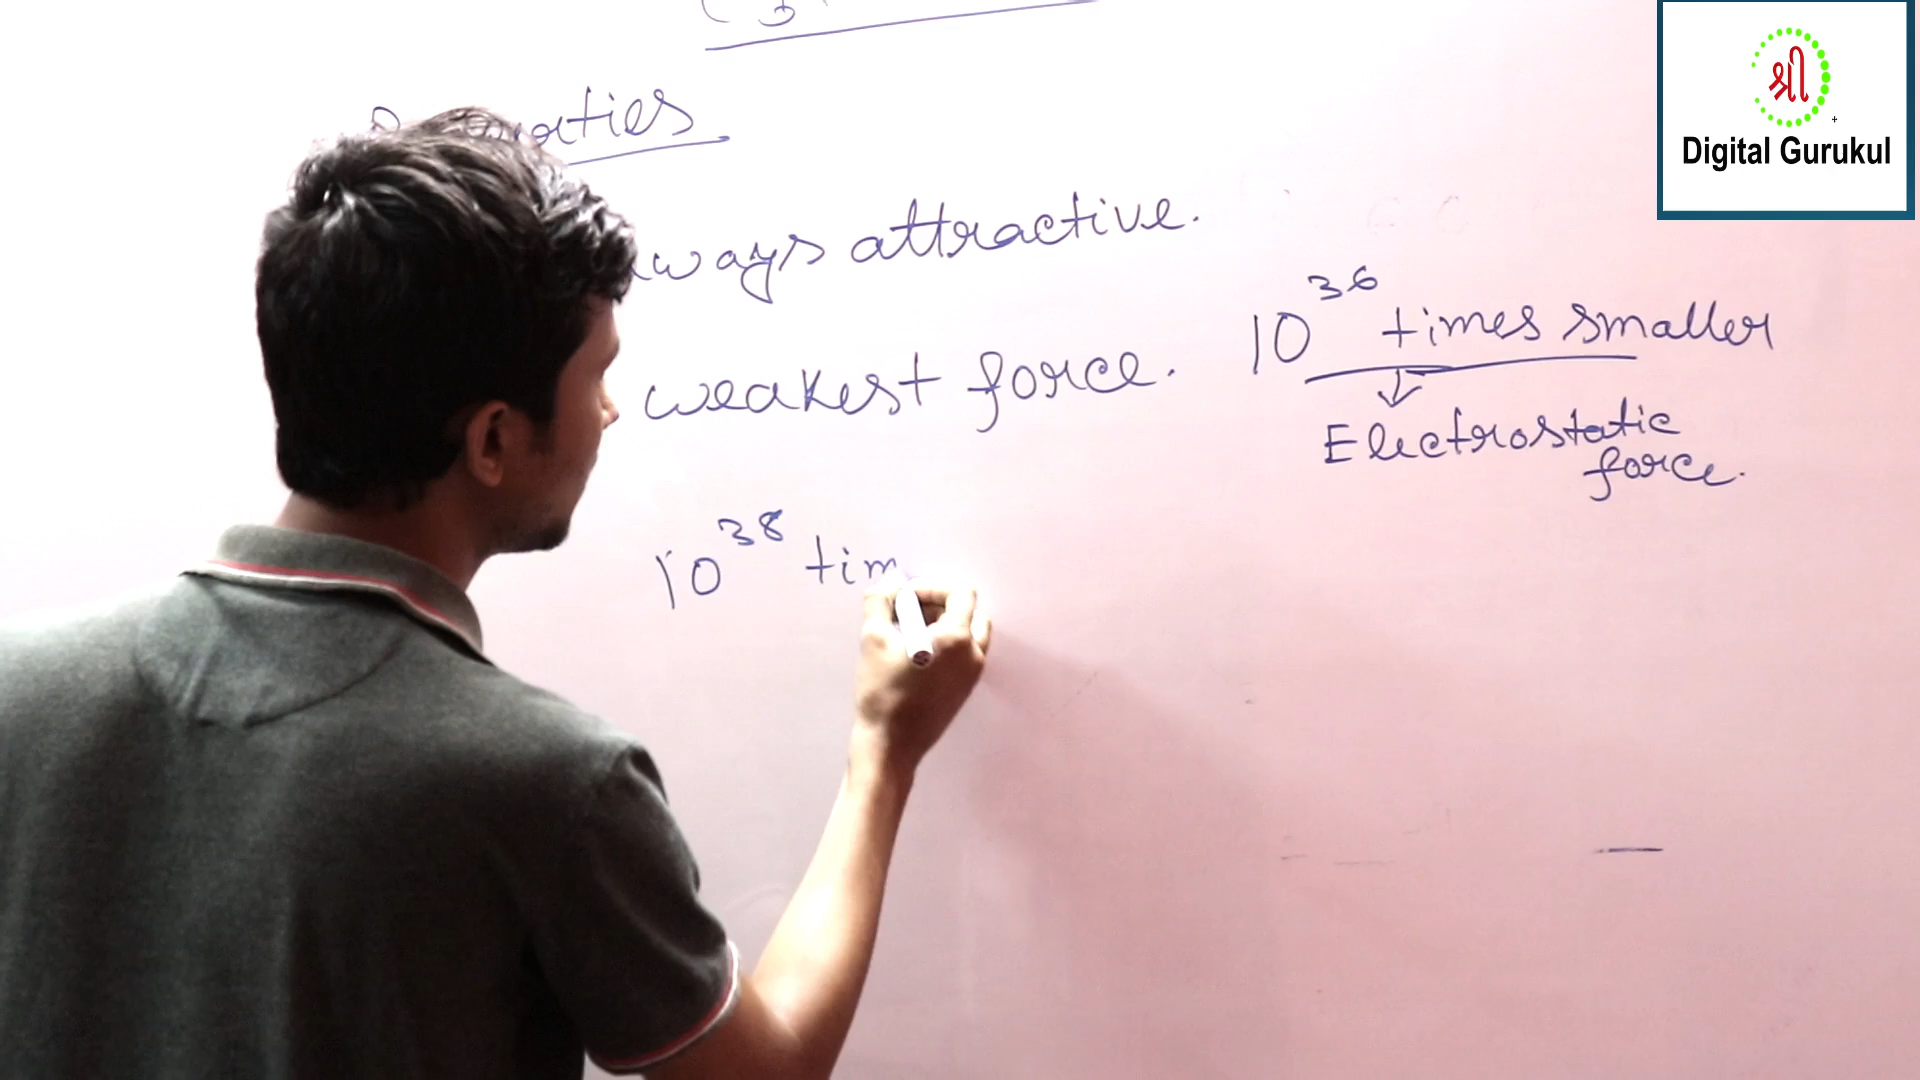 ways attractive.
weakest force.
10³⁶ times smaller
Electrostatic
force.
10³⁸ tim
श्री
Digital Gurukul